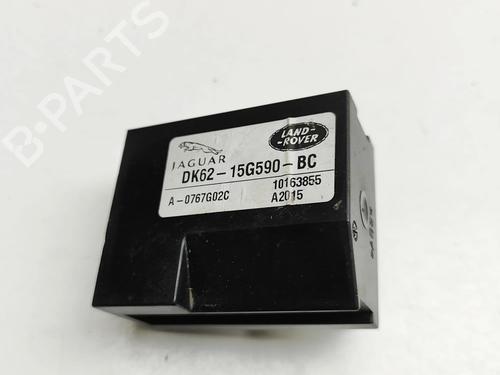 B-PARTS
JAGUAR
LAND-
ROVER
DK62-15G590-BC
10163855
A-0767G02C A2015